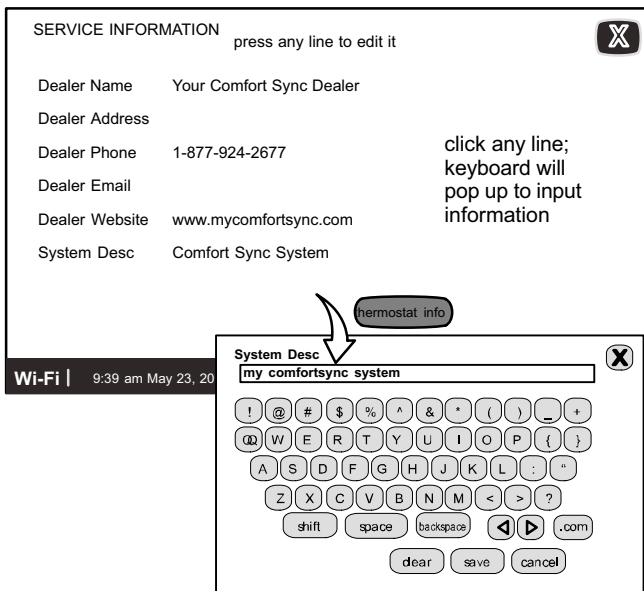 SERVICE INFORMATION press any line to edit it X
Dealer Name Your Comfort Sync Dealer
Dealer Address
Dealer Phone 1-877-924-2677
Dealer Email
Dealer Website www.mycomfortsync.com
System Desc Comfort Sync System
click any line;
keyboard will
pop up to input
information
hermostat info
Wi-Fi | 9:39 am May 23, 20
System Desc X
my comfortsync system
! @ # $ % ^ & * ( ) _ +
QQ W E R T Y U I O P { }
A S D F G H J K L : “
Z X C V B N M < > ?
shift space backspace .com
clear save cancel